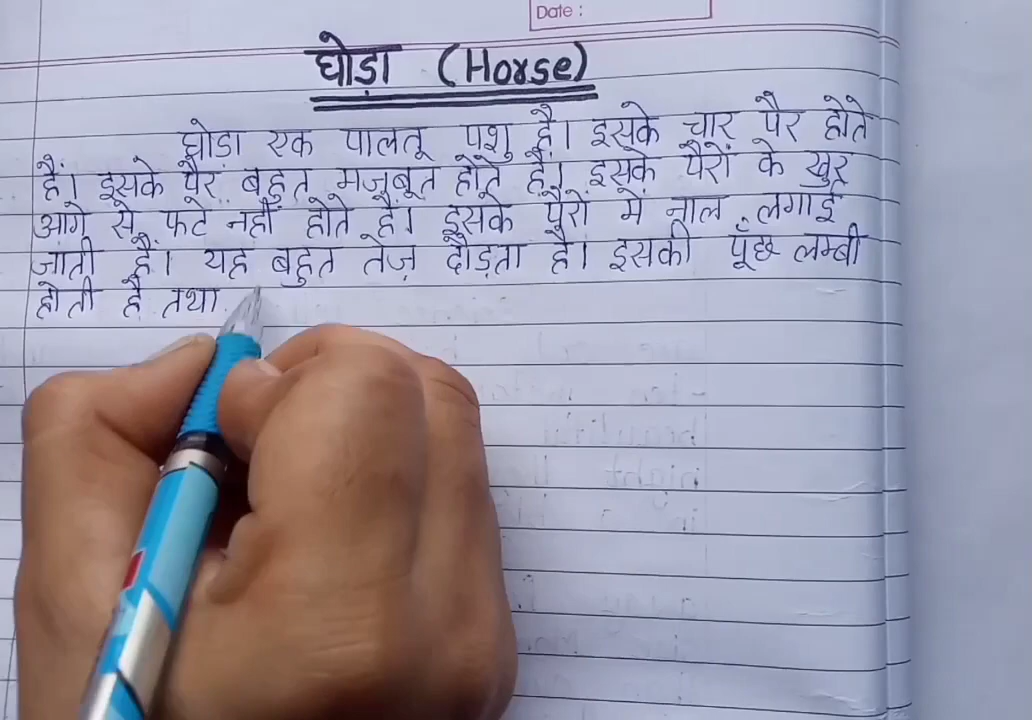 Date :
घोड़ा (Horse)
घोड़ा एक पालतू पशु है। इसके चार पैर होते
हैं। इसके पैर बहुत मजबूत होते हैं। इसके पैरों के खुर
आगे से फटे नहीं होते हैं। इसके पैरों में नाल लगाई
जाती है। यह बहुत तेज़ दौड़ता है। इसकी पूँछ लम्बी
होती है तथा